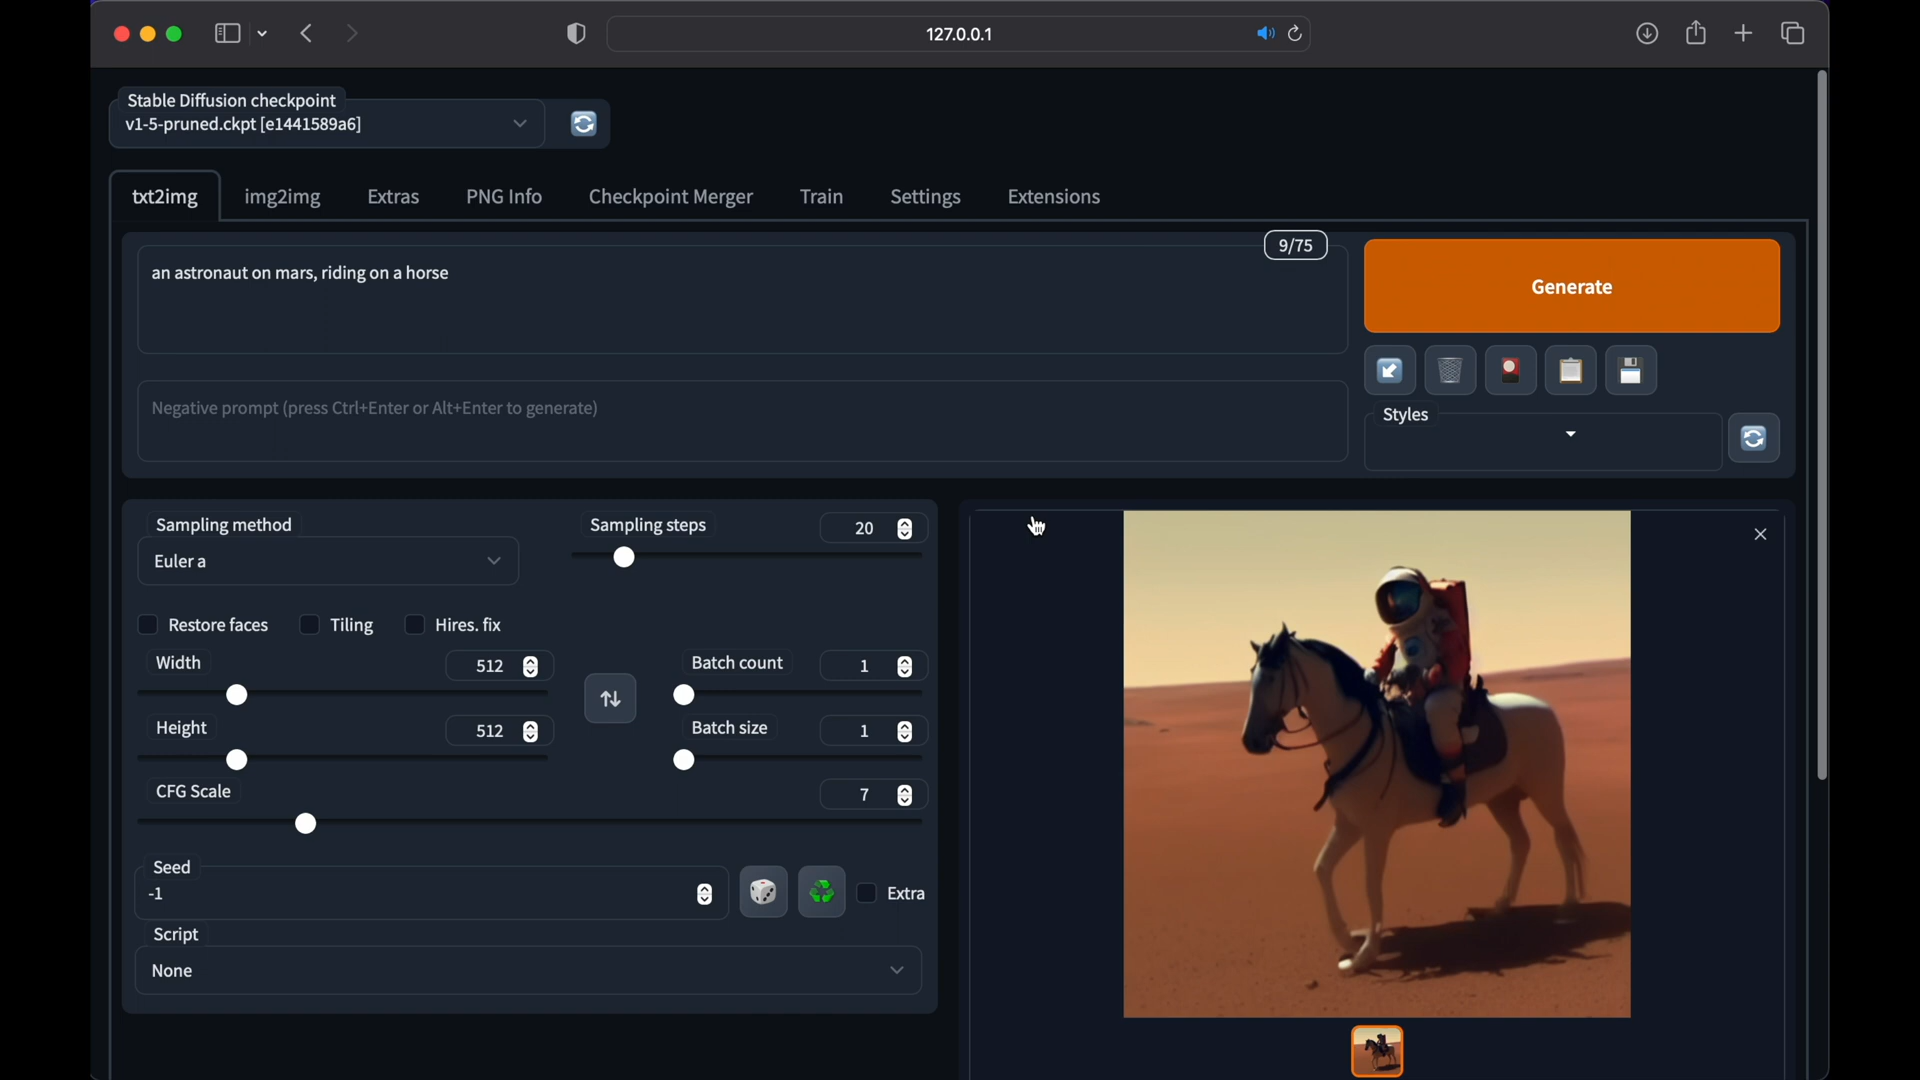 127.0.0.1
Stable Diffusion checkpoint
v1-5-pruned.ckpt [e1441589a6]
txt2img img2img Extras PNG Info Checkpoint Merger Train Settings Extensions
9/75
an astronaut on mars, riding on a horse
Generate
Negative prompt (press Ctrl+Enter or Alt+Enter to generate)
Styles
Sampling method
Euler a
Sampling steps
20
Restore faces
Tiling
Hires. fix
Width
512
Batch count
1
Height
512
Batch size
1
CFG Scale
7
Seed
-1
Extra
Script
None